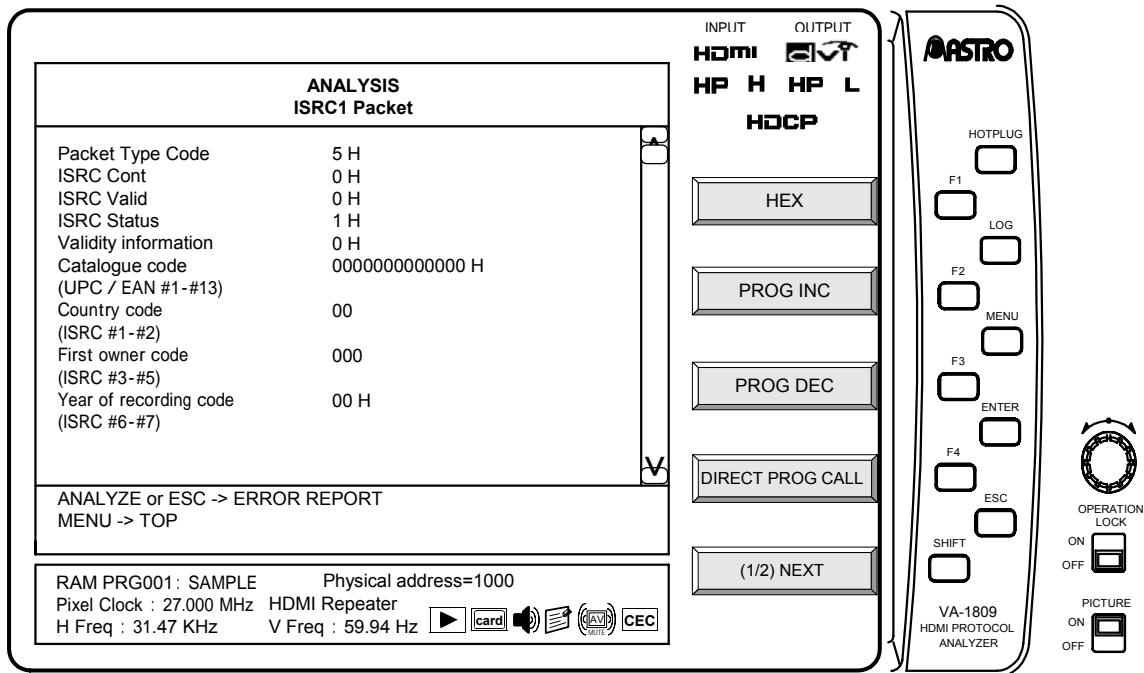 INPUT OUTPUT
HDMI DVI
HP H HP L
HDCP
ANALYSIS
ISRC1 Packet
Packet Type Code 5 H
ISRC Cont 0 H
ISRC Valid 0 H
ISRC Status 1 H
Validity information 0 H
Catalogue code 0000000000000 H
(UPC / EAN #1-#13)
Country code 00
(ISRC #1-#2)
First owner code 000
(ISRC #3-#5)
Year of recording code 00 H
(ISRC #6-#7)
ANALYZE or ESC -> ERROR REPORT
MENU -> TOP
RAM PRG001: SAMPLE Physical address=1000
Pixel Clock : 27.000 MHz HDMI Repeater
H Freq : 31.47 KHz V Freq : 59.94 Hz card AV MUTE CEC
HEX
PROG INC
PROG DEC
DIRECT PROG CALL
(1/2) NEXT
ASTRO
HOTPLUG
F1
LOG
F2
MENU
F3
ENTER
F4
ESC
SHIFT
VA-1809
HDMI PROTOCOL
ANALYZER
OPERATION
LOCK
ON
OFF
PICTURE
ON
OFF